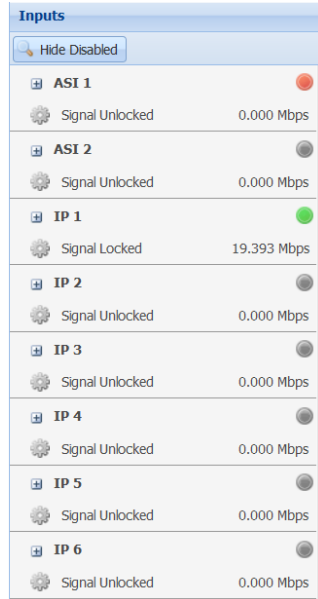 Inputs
Hide Disabled
ASI 1
Signal Unlocked 0.000 Mbps
ASI 2
Signal Unlocked 0.000 Mbps
IP 1
Signal Locked 19.393 Mbps
IP 2
Signal Unlocked 0.000 Mbps
IP 3
Signal Unlocked 0.000 Mbps
IP 4
Signal Unlocked 0.000 Mbps
IP 5
Signal Unlocked 0.000 Mbps
IP 6
Signal Unlocked 0.000 Mbps